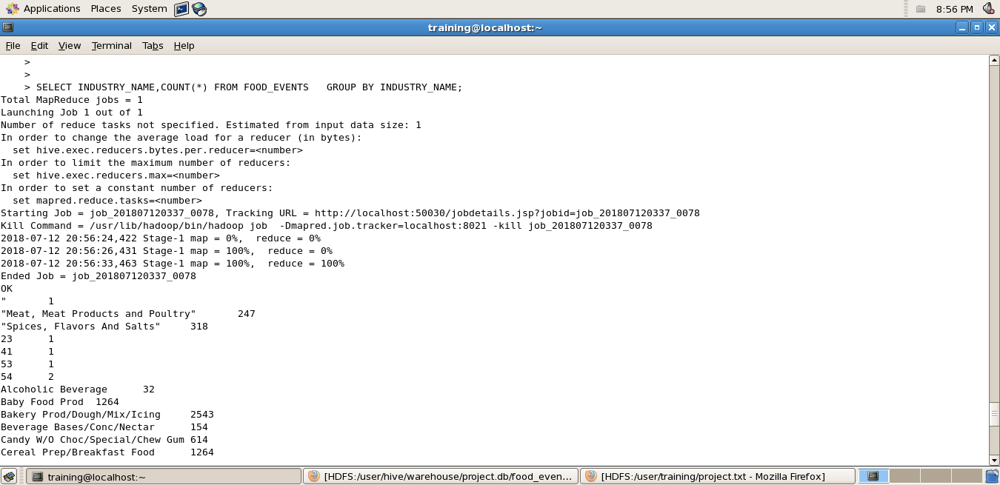 Applications Places System 8:56 PM
training@localhost:~
File Edit View Terminal Tabs Help
>
>
> SELECT INDUSTRY_NAME,COUNT(*) FROM FOOD_EVENTS   GROUP BY INDUSTRY_NAME;
Total MapReduce jobs = 1
Launching Job 1 out of 1
Number of reduce tasks not specified. Estimated from input data size: 1
In order to change the average load for a reducer (in bytes):
  set hive.exec.reducers.bytes.per.reducer=<number>
In order to limit the maximum number of reducers:
  set hive.exec.reducers.max=<number>
In order to set a constant number of reducers:
  set mapred.reduce.tasks=<number>
Starting Job = job_201807120337_0078, Tracking URL = http://localhost:50030/jobdetails.jsp?jobid=job_201807120337_0078
Kill Command = /usr/lib/hadoop/bin/hadoop job  -Dmapred.job.tracker=localhost:8021 -kill job_201807120337_0078
2018-07-12 20:56:24,422 Stage-1 map = 0%,  reduce = 0%
2018-07-12 20:56:26,431 Stage-1 map = 100%,  reduce = 0%
2018-07-12 20:56:33,463 Stage-1 map = 100%,  reduce = 100%
Ended Job = job_201807120337_0078
OK
"	1
"Meat, Meat Products and Poultry"	247
"Spices, Flavors And Salts"	318
23	1
41	1
53	1
54	2
Alcoholic Beverage	32
Baby Food Prod	1264
Bakery Prod/Dough/Mix/Icing	2543
Beverage Bases/Conc/Nectar	154
Candy W/O Choc/Special/Chew Gum	614
Cereal Prep/Breakfast Food	1264
training@localhost:~ [HDFS:/user/hive/warehouse/project.db/food_even... [HDFS:/user/training/project.txt - Mozilla Firefox]